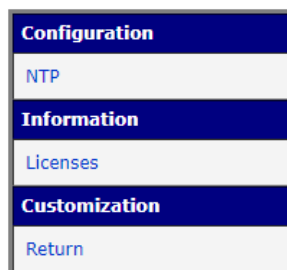 Configuration
NTP
Information
Licenses
Customization
Return